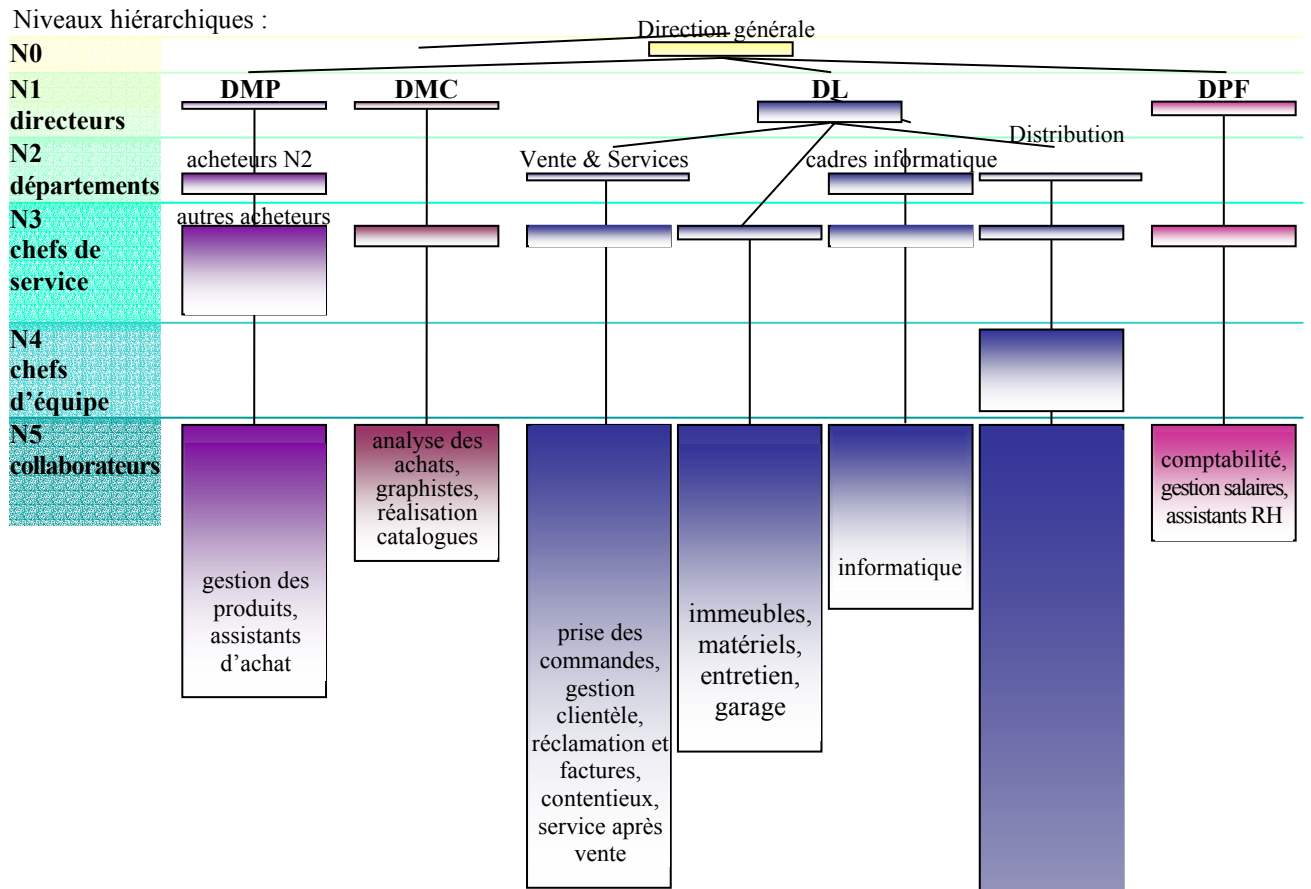 Niveaux hiérarchiques :
Direction générale
N0
N1
directeurs
DMP
DMC
DL
DPF
Distribution
N2
départements
acheteurs N2
Vente & Services
cadres informatique
N3
chefs de
service
autres acheteurs
N4
chefs
d’équipe
N5
collaborateurs
gestion des
produits,
assistants
d’achat
analyse des
achats,
graphistes,
réalisation
catalogues
prise des
commandes,
gestion
clientèle,
réclamation et
factures,
contentieux,
service après
vente
immeubles,
matériels,
entretien,
garage
informatique
comptabilité,
gestion salaires,
assistants RH